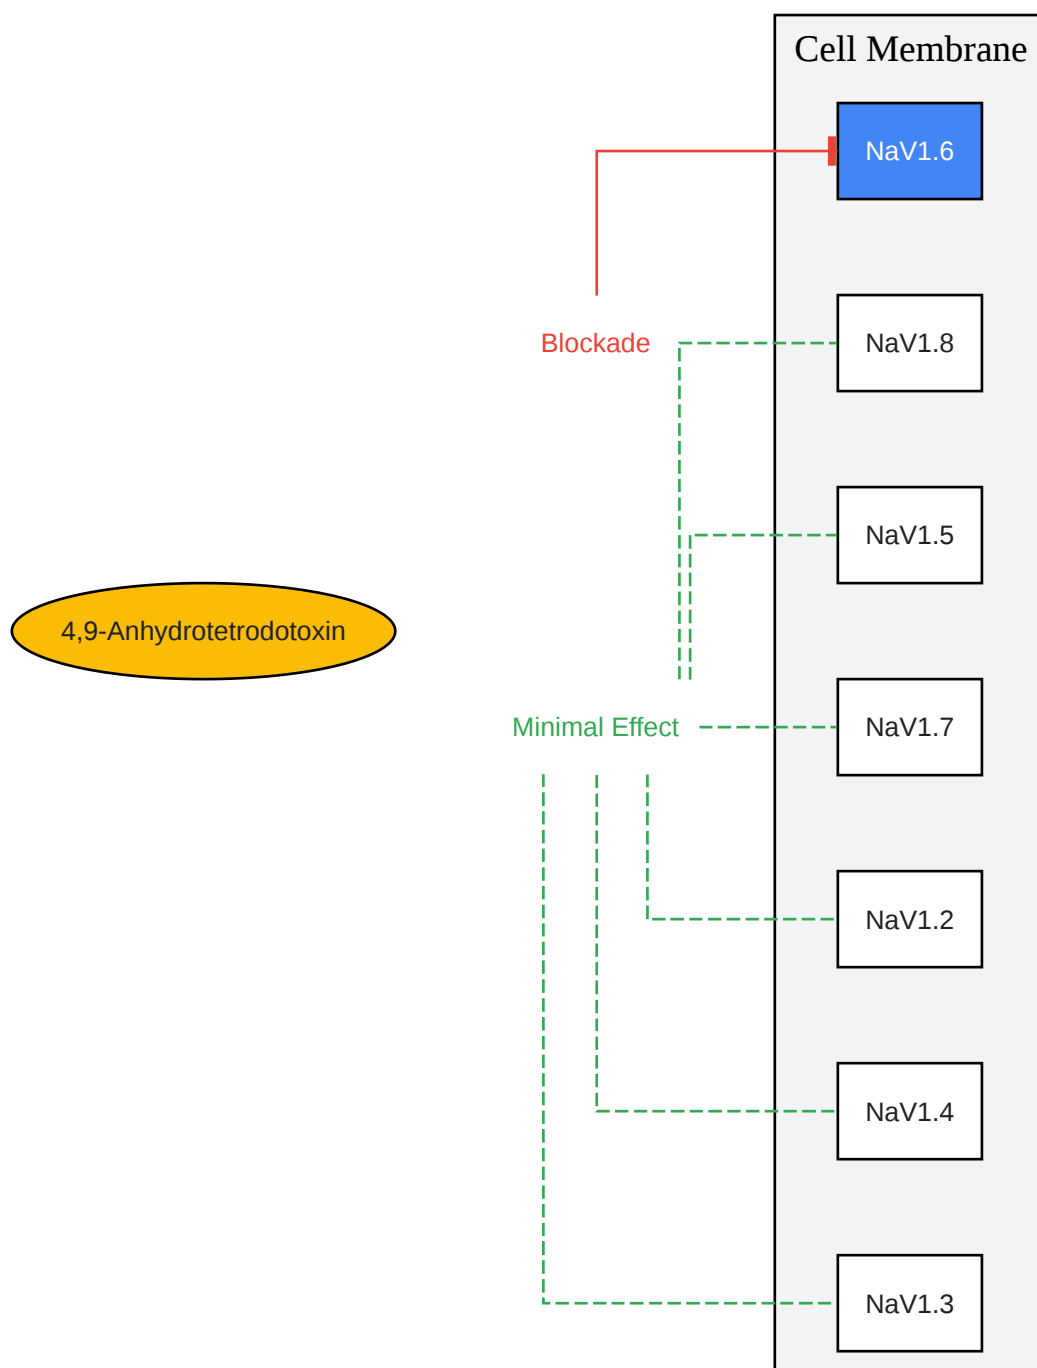 Cell Membrane
NaV1.6
Blockade
NaV1.8
NaV1.5
4,9-Anhydrotetrodotoxin
Minimal Effect
NaV1.7
NaV1.2
NaV1.4
NaV1.3